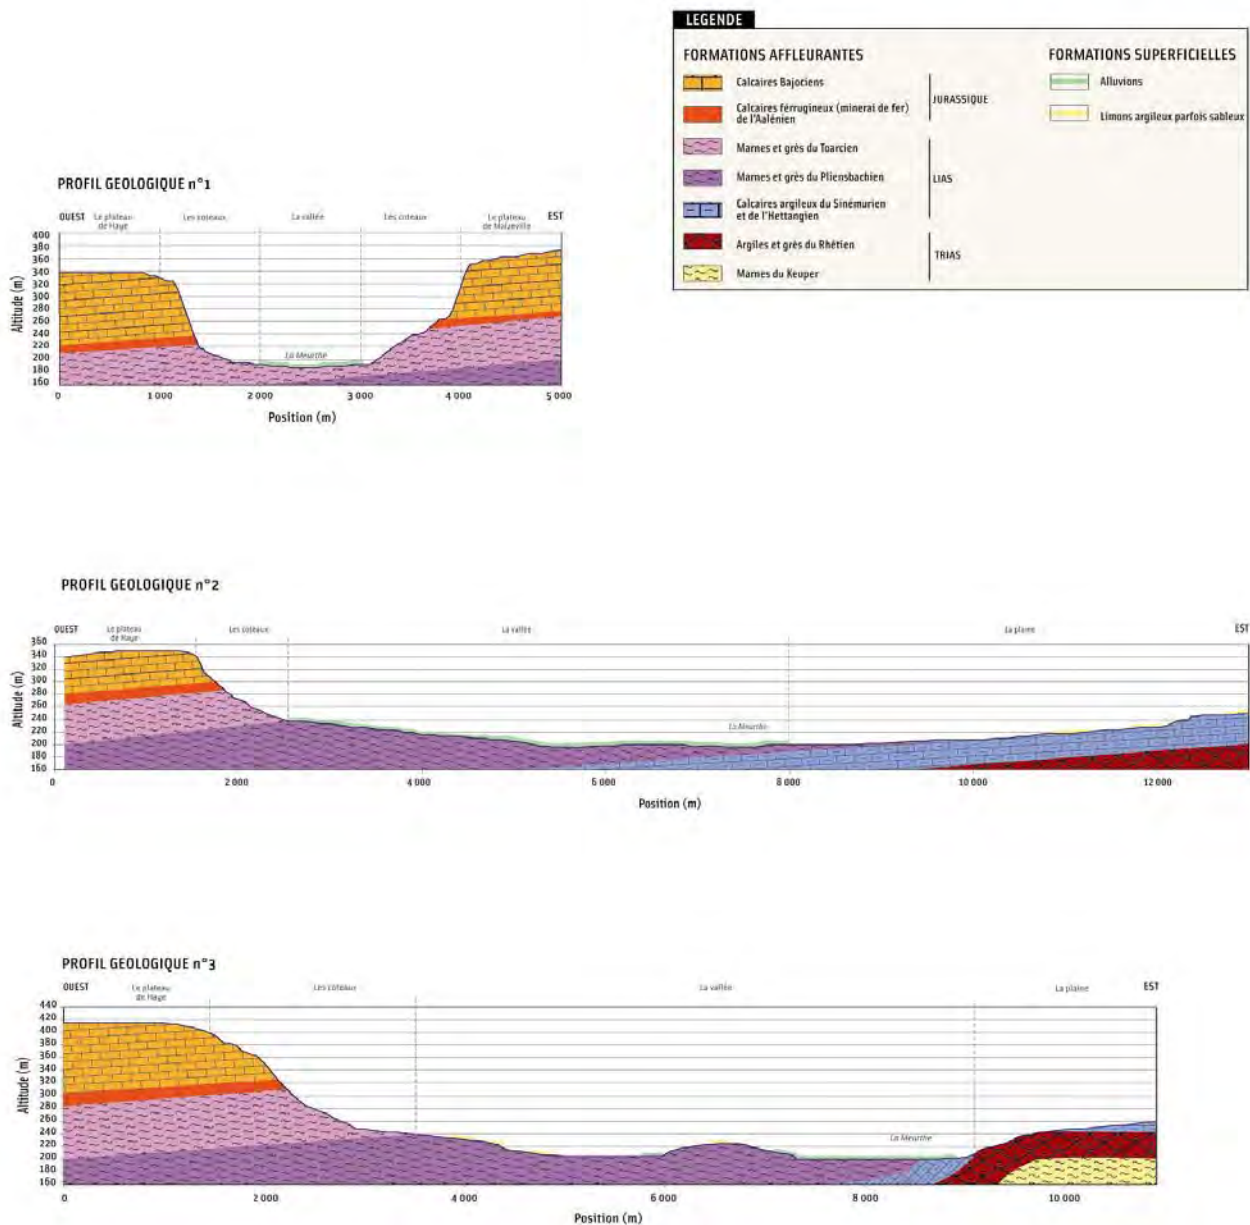 LEGENDE
FORMATIONS AFFLEURANTES
Calcaires Bajociens
Calcaires ferrugineux (minerai de fer)
de l'Aalénien
JURASSIQUE
Marnes et grès du Toarcien
Marnes et grès du Pliensbachien
LIAS
Calcaires argileux du Sinémurien
et de l'Hettangien
Argiles et grès du Rhétien
TRIAS
Marnes du Keuper
FORMATIONS SUPERFICIELLES
Alluvions
Limons argileux parfois sableux
PROFIL GEOLOGIQUE n°1
OUEST Le plateau de Haye Les coteaux La vallée Les coteaux Le plateau de Malzeville EST
400
380
360
340
320
300
280
260
240
220
200
180
160
Altitude (m)
La Meurthe
0 1 000 2 000 3 000 4 000 5 000
Position (m)
PROFIL GEOLOGIQUE n°2
OUEST Le plateau de Haye Les coteaux La vallée La plaine EST
360
340
320
300
280
260
240
220
200
180
160
Altitude (m)
La Meurthe
0 2 000 4 000 6 000 8 000 10 000 12 000
Position (m)
PROFIL GEOLOGIQUE n°3
OUEST Le plateau de Haye Les coteaux La vallée La plaine EST
440
420
400
380
360
340
320
300
280
260
240
220
200
180
160
Altitude (m)
La Meurthe
0 2 000 4 000 6 000 8 000 10 000
Position (m)